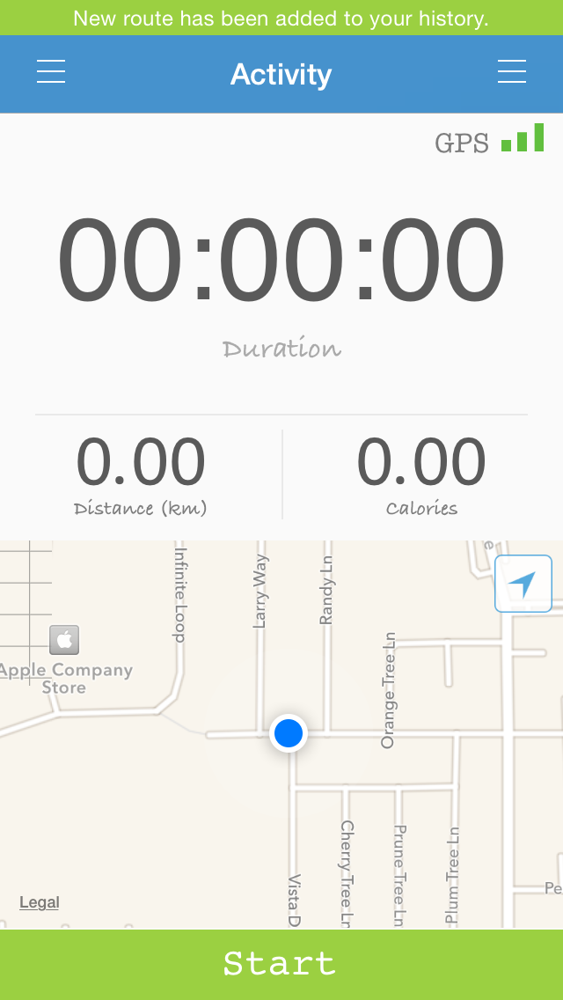 New route has been added to your history.
Activity
GPS
00:00:00
Duration
0.00
Distance (km)
0.00
Calories
Infinite Loop
Larry Way
Randy Ln
Apple Company
Store
Orange Tree Ln
Cherry Tree Ln
Prune Tree Ln
Plum Tree Ln
Vista D
Pe
Legal
Start